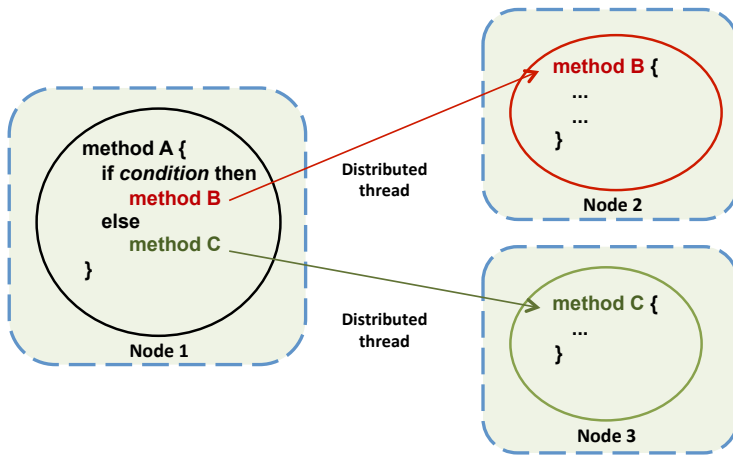 method A {
if condition then
method B
else
method C
}
Node 1
Distributed
thread
Distributed
thread
method B {
...
...
}
Node 2
method C {
...
}
Node 3